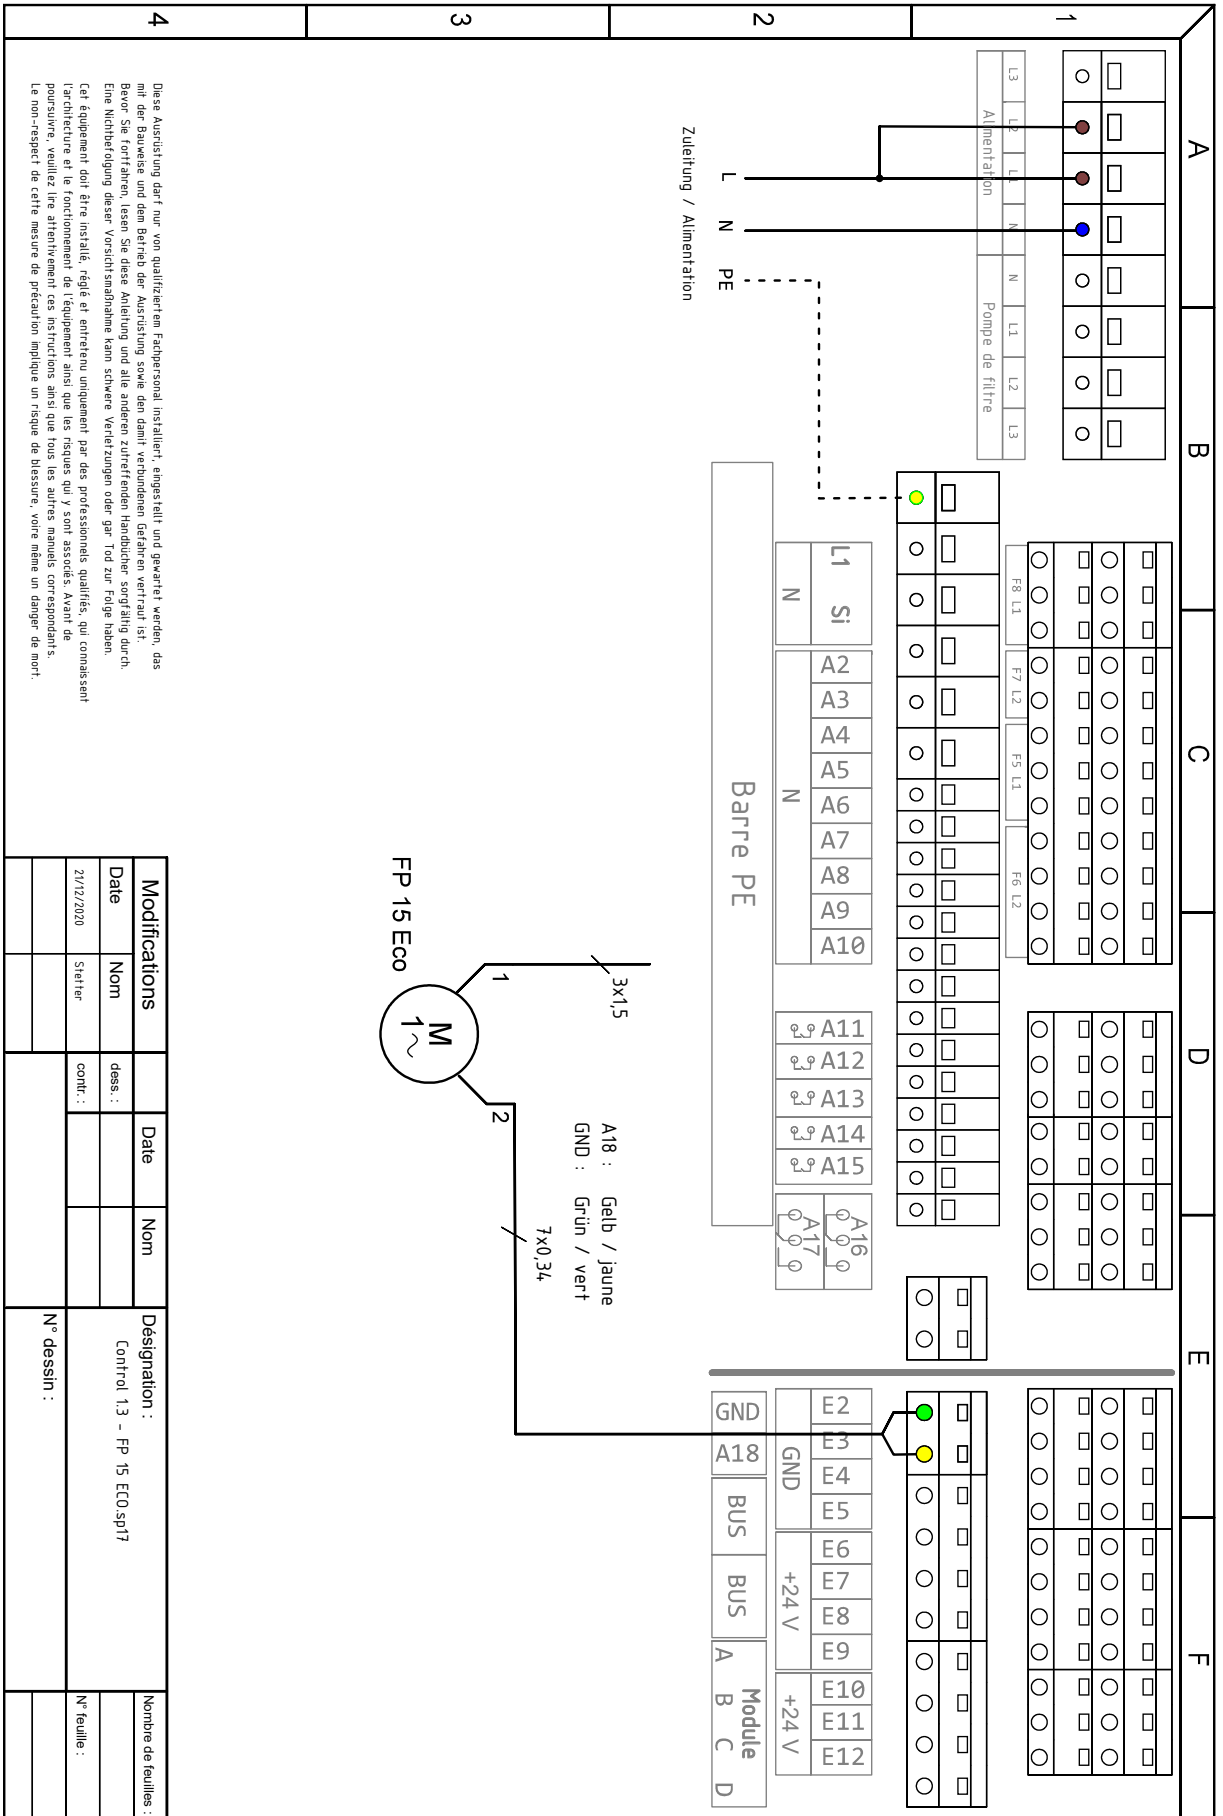 1
2
3
4
A
B
C
D
E
F
L3
L2
L1
N
N
L1
L2
L3
Alimentation
Pompe de filtre
L
N
PE
Zuleitung / Alimentation
F8 L1
F7 L2
F5 L1
F6 L2
L1 Si
N
A2
A3
A4
A5
A6
A7
A8
A9
A10
N
A11
A12
A13
A14
A15
A16
A17
Barre PE
E2
E3
E4
E5
GND
E6
E7
E8
E9
+24 V
E10
E11
E12
+24 V
GND
A18
BUS
BUS
Module
A B C D
3x1,5
1
M
1~
2
FP 15 Eco
A18 : Gelb / jaune
GND : Grün / vert
7x0,34
Diese Ausrüstung darf nur von qualifiziertem Fachpersonal installiert, eingestellt und gewartet werden, das
mit der Bauweise und dem Betrieb der Ausrüstung sowie den damit verbundenen Gefahren vertraut ist.
Bevor Sie fortfahren, lesen Sie diese Anleitung und alle anderen zutreffenden Handbücher sorgfältig durch.
Eine Nichtbefolgung dieser Vorsichtsmaßnahme kann schwere Verletzungen oder gar Tod zur Folge haben.
Cet équipement doit être installé, réglé et entretenu uniquement par des professionnels qualifiés, qui connaissent
l'architecture et le fonctionnement de l'équipement ainsi que les risques qui y sont associés. Avant de
poursuivre, veuillez lire attentivement ces instructions ainsi que tous les autres manuels correspondants.
Le non-respect de cette mesure de précaution implique un risque de blessure, voire même un danger de mort.
Modifications
Date Nom
21/12/2020 Stetter
Date Nom
dess. :
contr. :
Désignation :
Control 1.3 - FP 15 ECO.sp17
N° dessin :
Nombre de feuilles :
N° feuille :